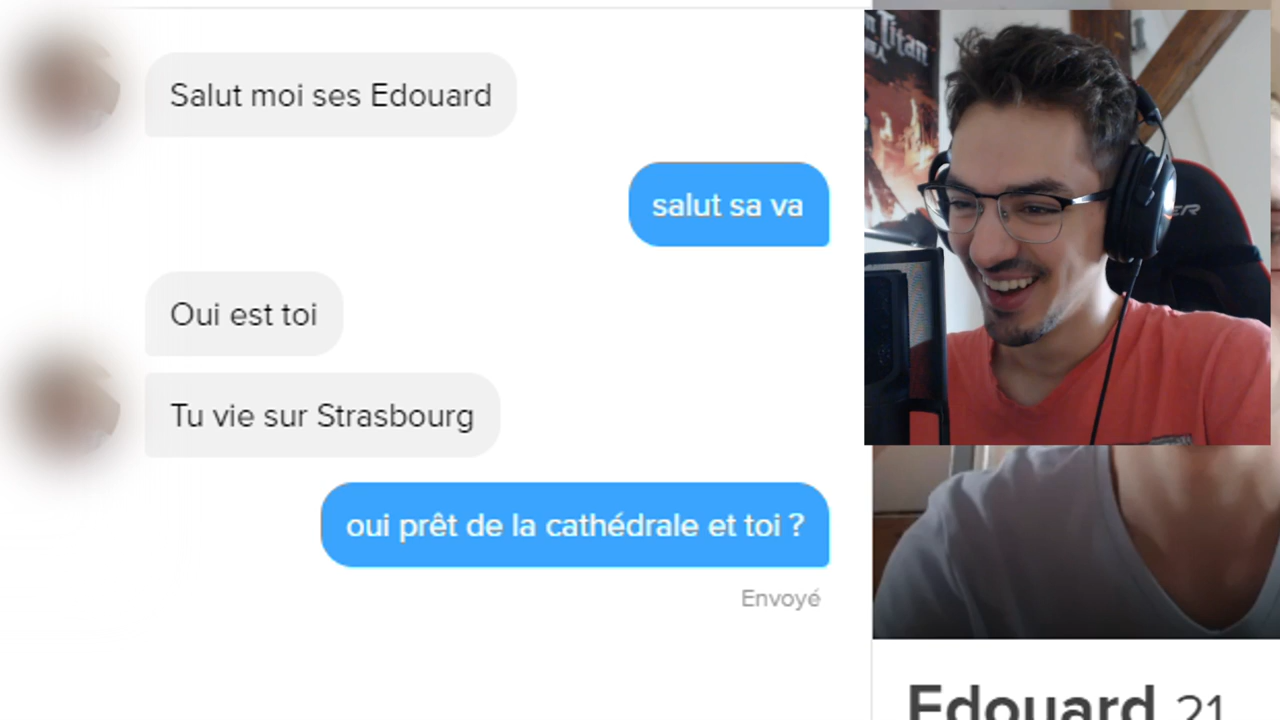 Salut moi ses Edouard
salut sa va
Oui est toi
Tu vie sur Strasbourg
oui prêt de la cathédrale et toi ?
Envoyé
Titan
Edouard 21